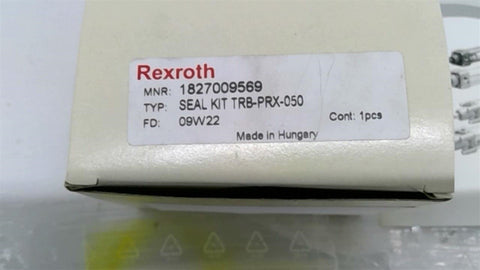 Rexroth
MNR: 1827009569
TYP: SEAL KIT TRB-PRX-050
FD: 09W22 Cont: 1pcs
Made in Hungary